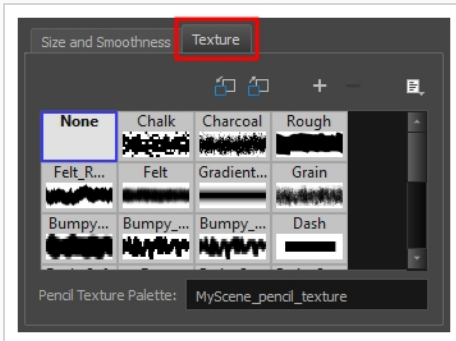 Size and Smoothness Texture
None Chalk Charcoal Rough
Felt_R... Felt Gradient... Grain
Bumpy... Bumpy_... Bumpy_... Dash
Pencil Texture Palette: MyScene_pencil_texture